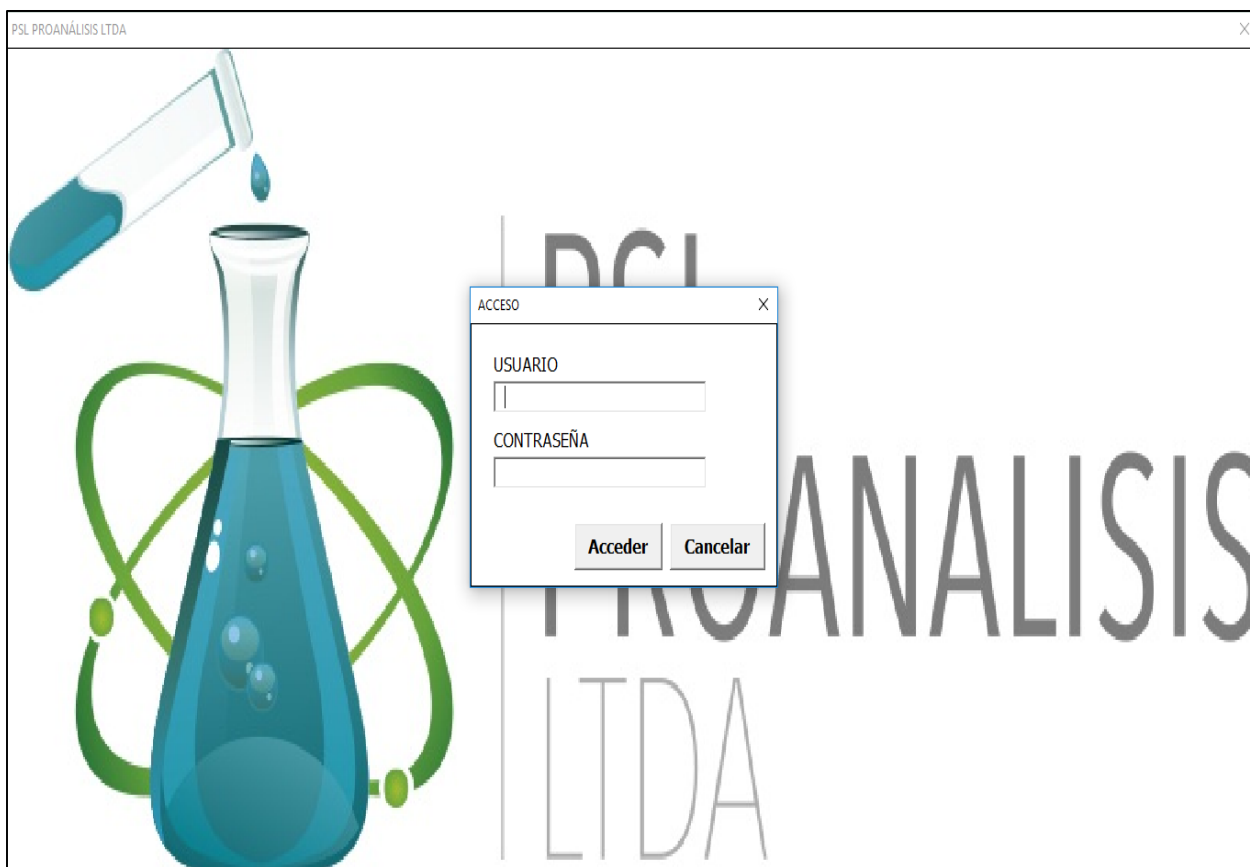 PSL PROANÁLISIS LTDA
X
PSL
ACCESO X
USUARIO
CONTRASEÑA
Acceder Cancelar
PROANALISIS
LTDA